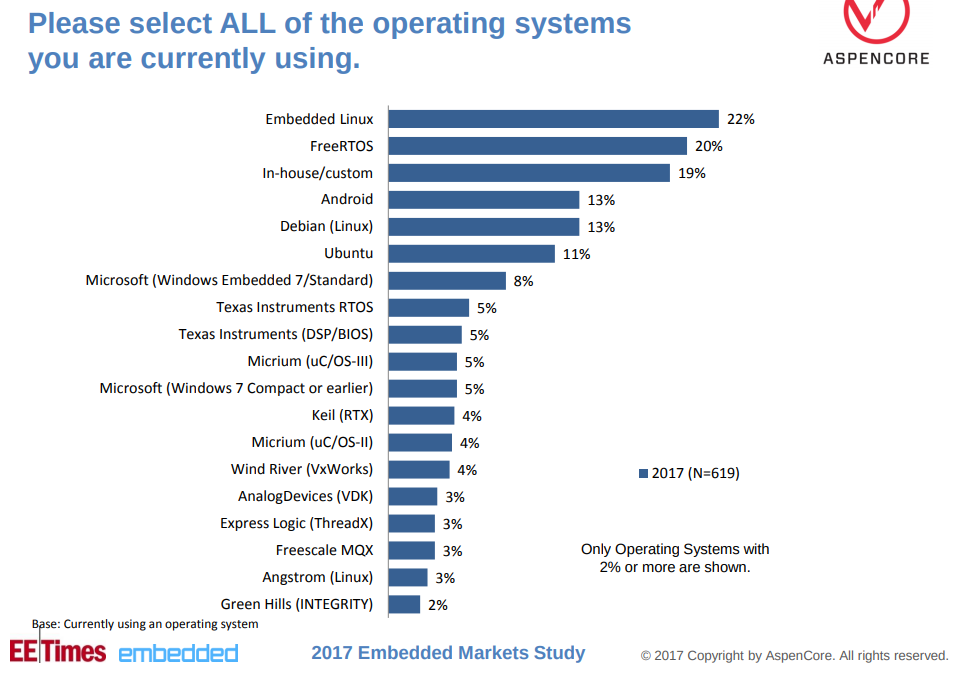 Please select ALL of the operating systems
you are currently using.
ASPENCORE
Embedded Linux 22%
FreeRTOS 20%
In-house/custom 19%
Android 13%
Debian (Linux) 13%
Ubuntu 11%
Microsoft (Windows Embedded 7/Standard) 8%
Texas Instruments RTOS 5%
Texas Instruments (DSP/BIOS) 5%
Micrium (uC/OS-III) 5%
Microsoft (Windows 7 Compact or earlier) 5%
Keil (RTX) 4%
Micrium (uC/OS-II) 4%
Wind River (VxWorks) 4%
2017 (N=619)
AnalogDevices (VDK) 3%
Express Logic (ThreadX) 3%
Freescale MQX 3%
Only Operating Systems with
2% or more are shown.
Angstrom (Linux) 3%
Green Hills (INTEGRITY) 2%
Base: Currently using an operating system
EETimes embedded 2017 Embedded Markets Study © 2017 Copyright by AspenCore. All rights reserved.